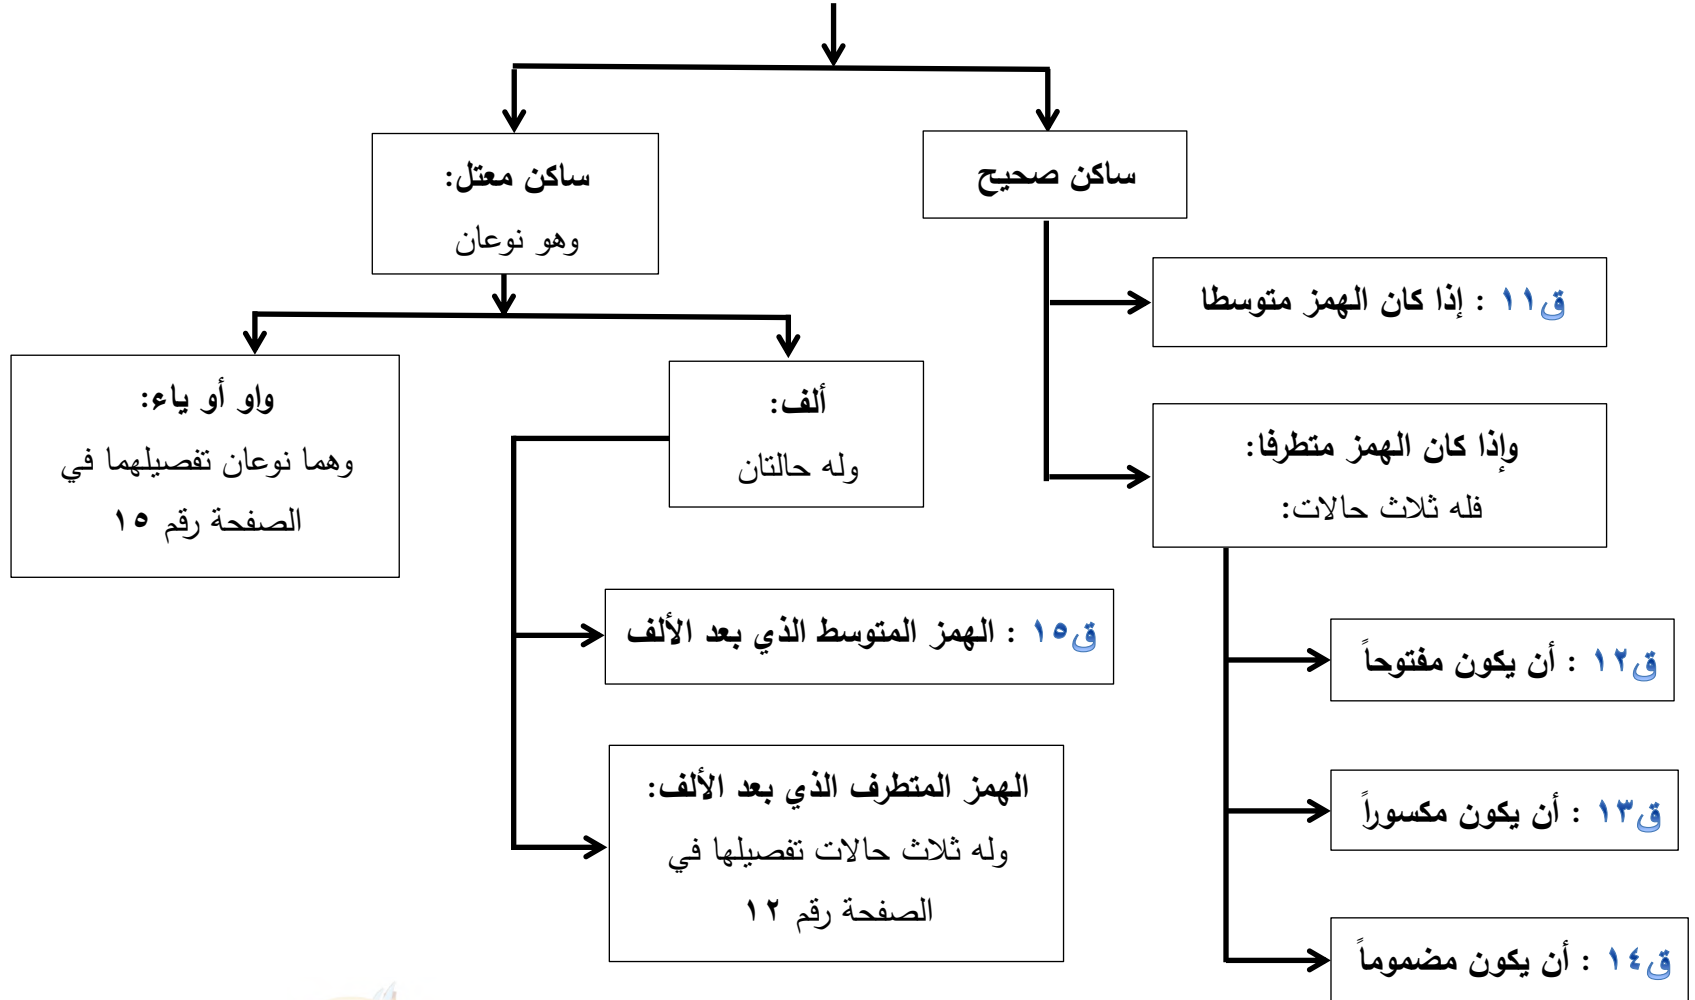 ساكن صحيح
ق١١ : إذا كان الهمز متوسطا
وإذا كان الهمز متطرفا:
فله ثلاث حالات:
ق١٢ : أن يكون مفتوحاً
ق١٣ : أن يكون مكسوراً
ق١٤ : أن يكون مضموماً
ساكن معتل:
وهو نوعان
ألف:
وله حالتان
ق١٥ : الهمز المتوسط الذي بعد الألف
الهمز المتطرف الذي بعد الألف:
وله ثلاث حالات تفصيلها في
الصفحة رقم ١٢
واو أو ياء:
وهما نوعان تفصيلهما في
الصفحة رقم ١٥